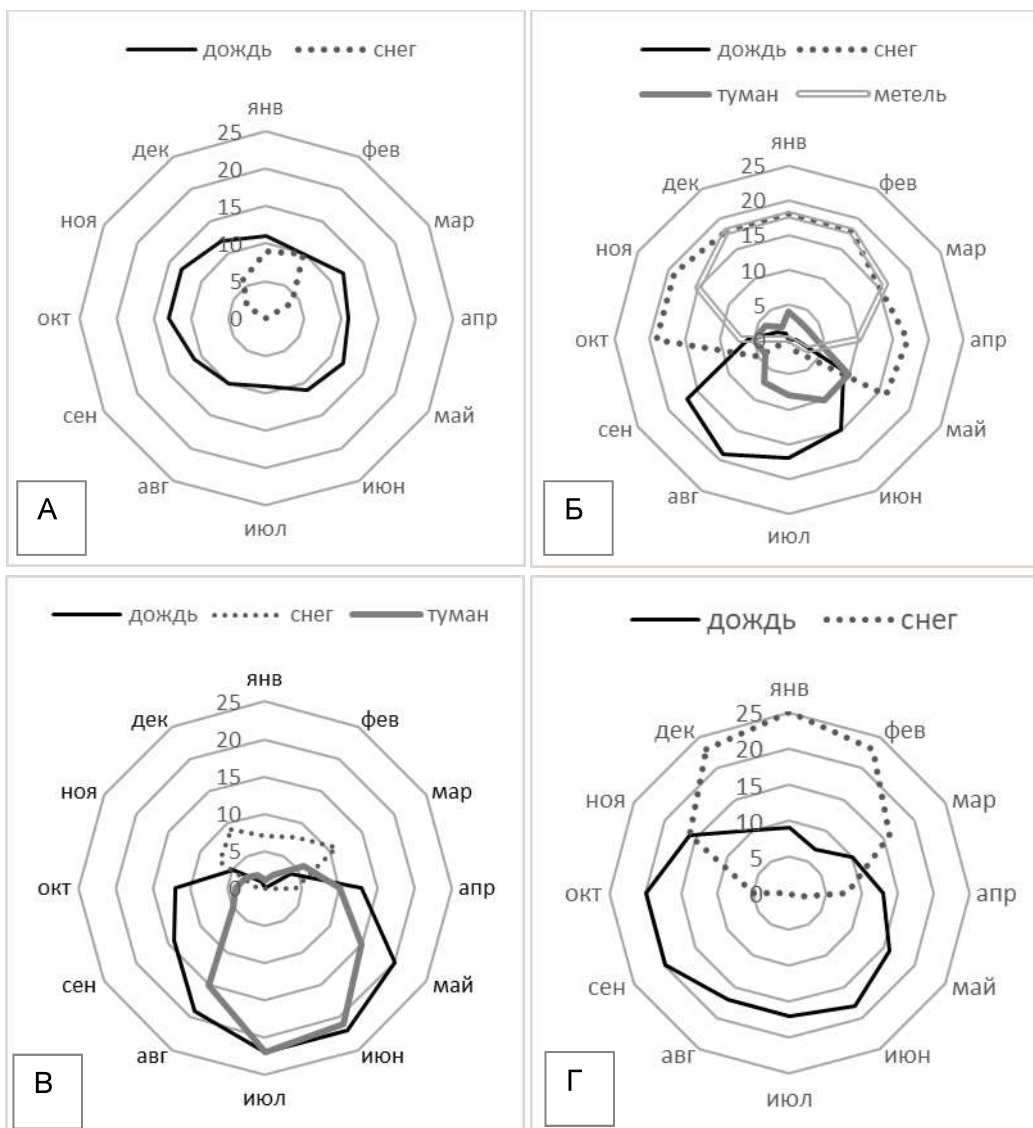 дождь снег
янв
фев
мар
апр
май
июн
июл
авг
сен
окт
ноя
дек
25
20
15
10
5
0
А
дождь снег
туман метель
янв
фев
мар
апр
май
июн
июл
авг
сен
окт
ноя
дек
25
20
15
10
5
0
Б
дождь снег туман
янв
фев
мар
апр
май
июн
июл
авг
сен
окт
ноя
дек
25
20
15
10
5
0
В
дождь снег
янв
фев
мар
апр
май
июн
июл
авг
сен
окт
ноя
дек
25
20
15
10
5
0
Г